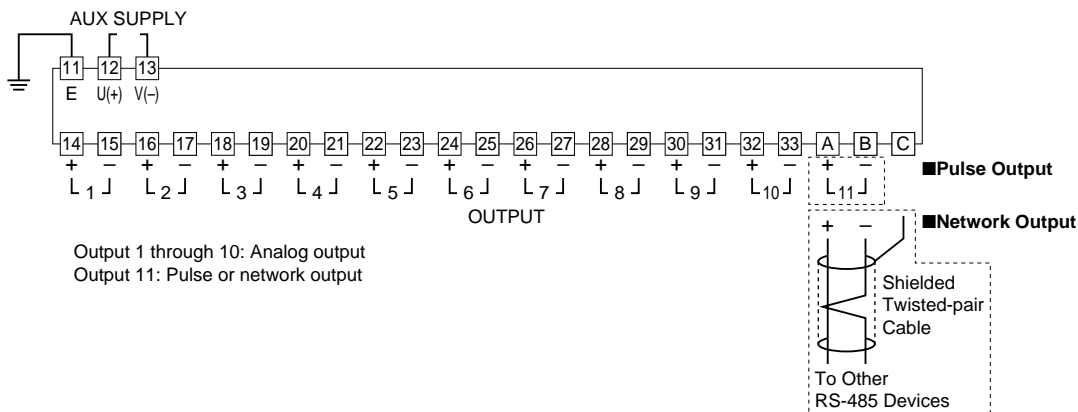 AUX SUPPLY
11 12 13
E U(+) V(–)
14 15 16 17 18 19 20 21 22 23 24 25 26 27 28 29 30 31 32 33 A B C
+ – + – + – + – + – + – + – + – + – + – + –
1 2 3 4 5 6 7 8 9 10 11
■Pulse Output
OUTPUT
■Network Output
+ –
Output 1 through 10: Analog output
Output 11: Pulse or network output
Shielded
Twisted-pair
Cable
To Other
RS-485 Devices